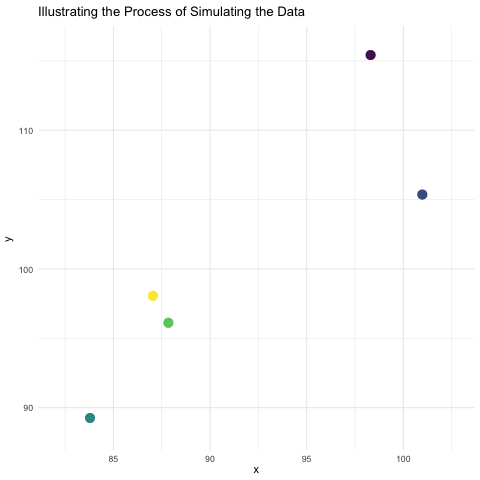 Illustrating the Process of Simulating the Data
y
110
100
90
85
90
95
100
x